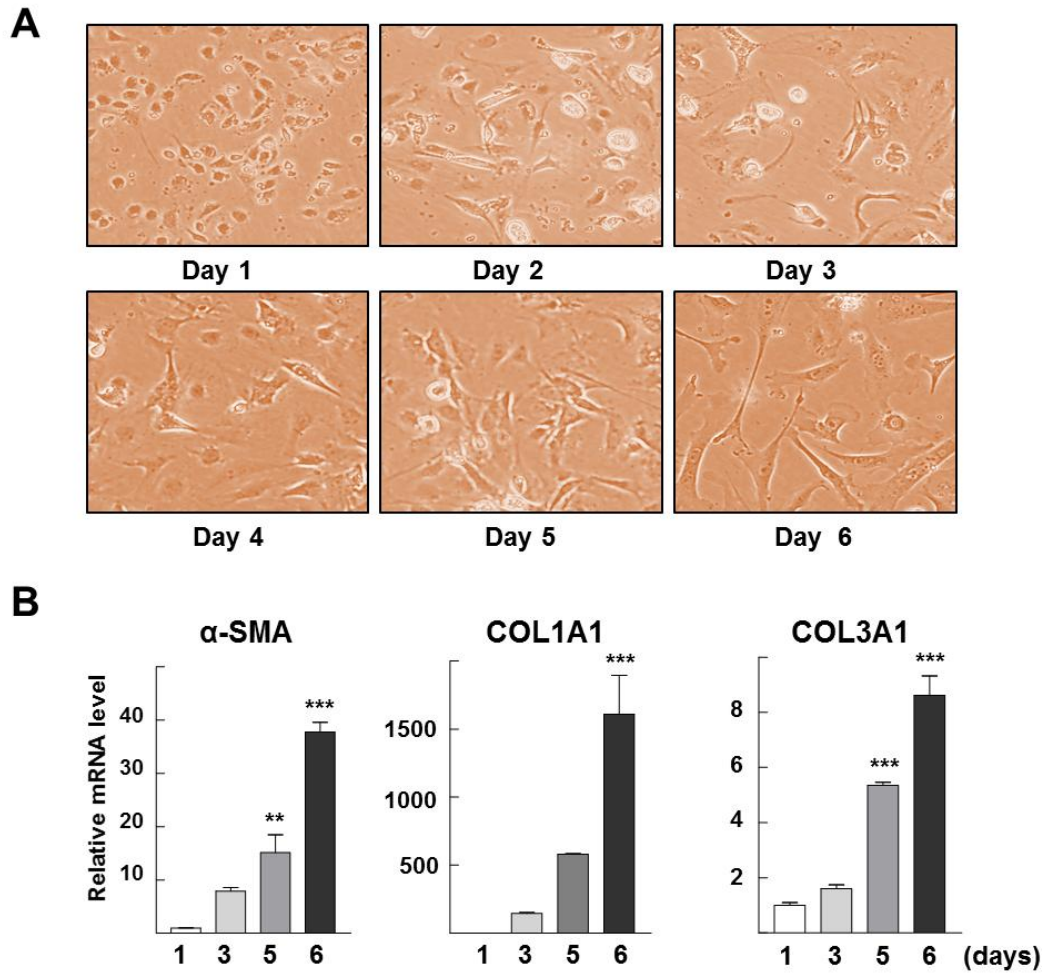 A
Day 1
Day 2
Day 3
Day 4
Day 5
Day 6
B
α-SMA
Relative mRNA level
40
30
20
10
**
***
1 3 5 6
COL1A1
1500
1000
500
***
1 3 5 6
COL3A1
8
6
4
2
***
***
1 3 5 6 (days)